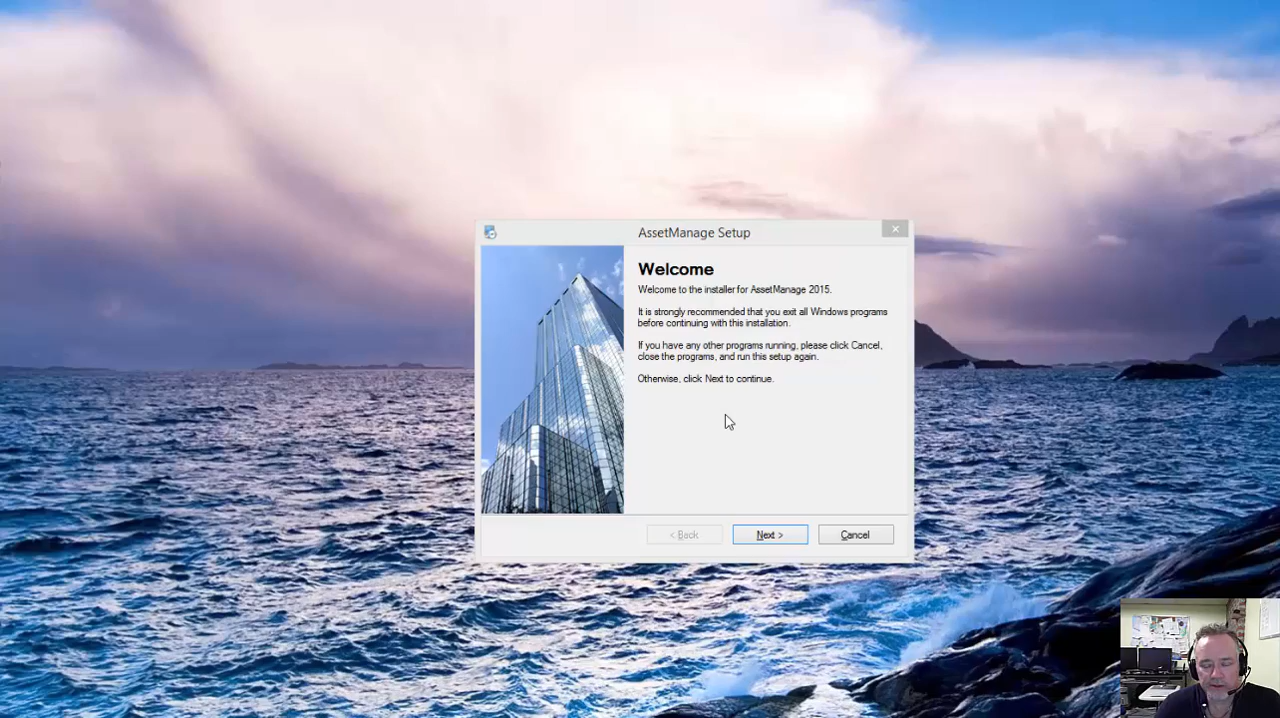 AssetManage Setup
Welcome
Welcome to the installer for AssetManage 2015.
It is strongly recommended that you exit all Windows programs
before continuing with this installation.
If you have any other programs running, please click Cancel,
close the programs, and run this setup again.
Otherwise, click Next to continue.
< Back
Next >
Cancel